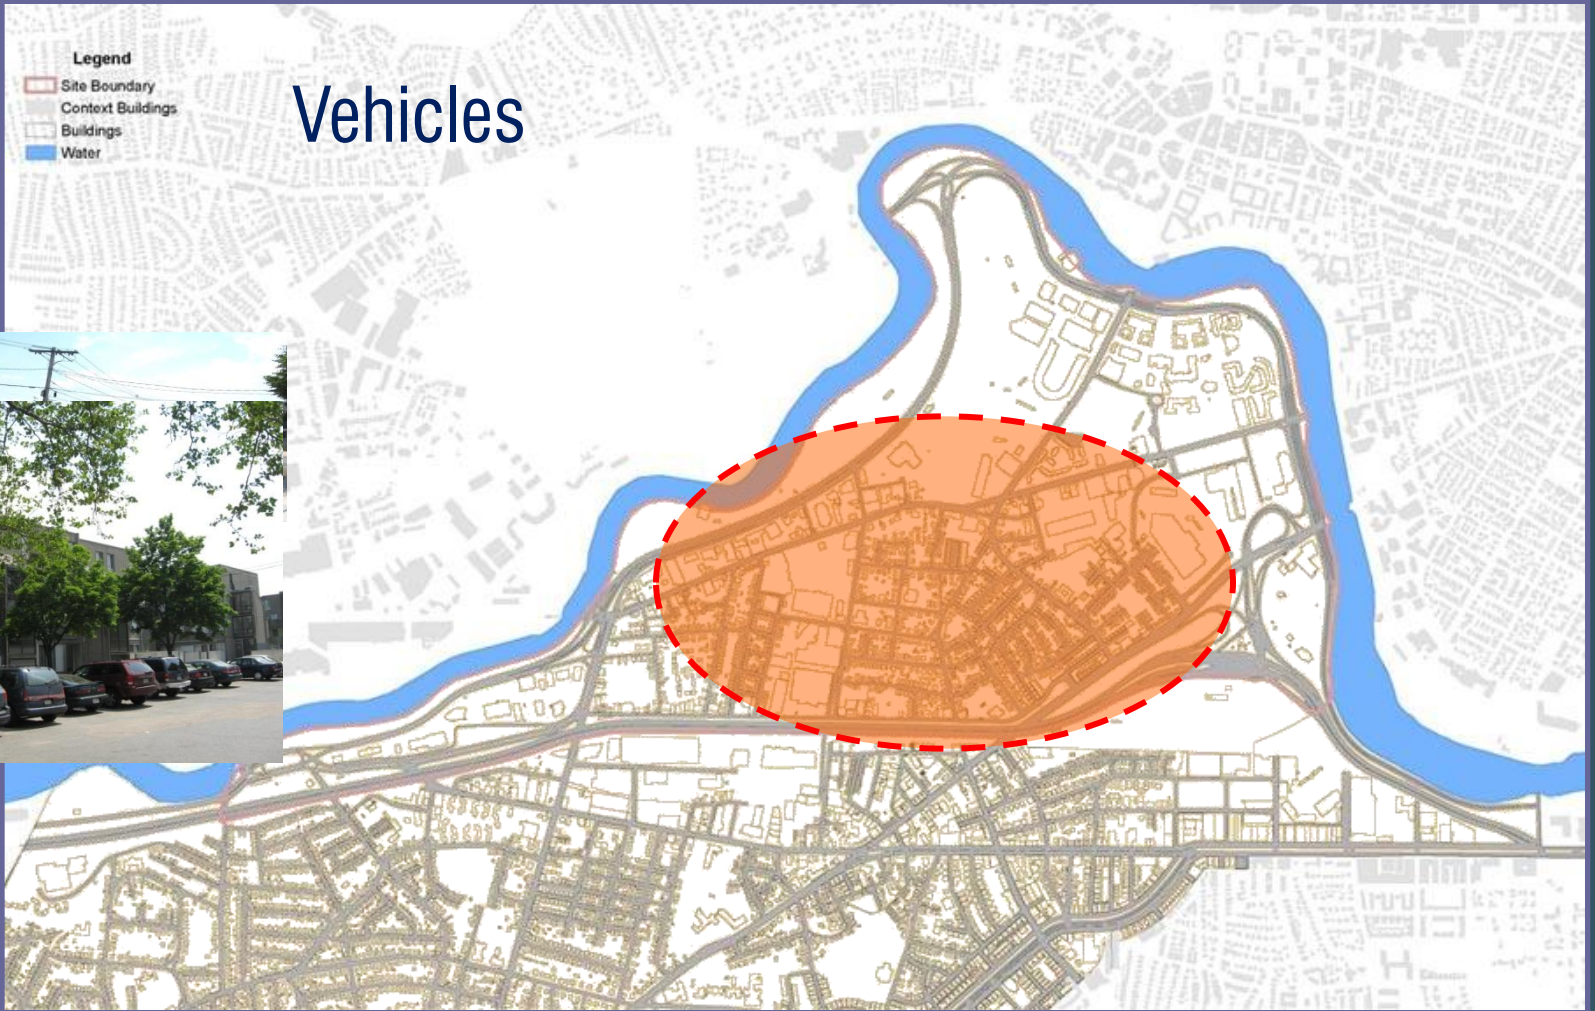 Legend
Site Boundary
Context Buildings
Buildings
Water
Vehicles